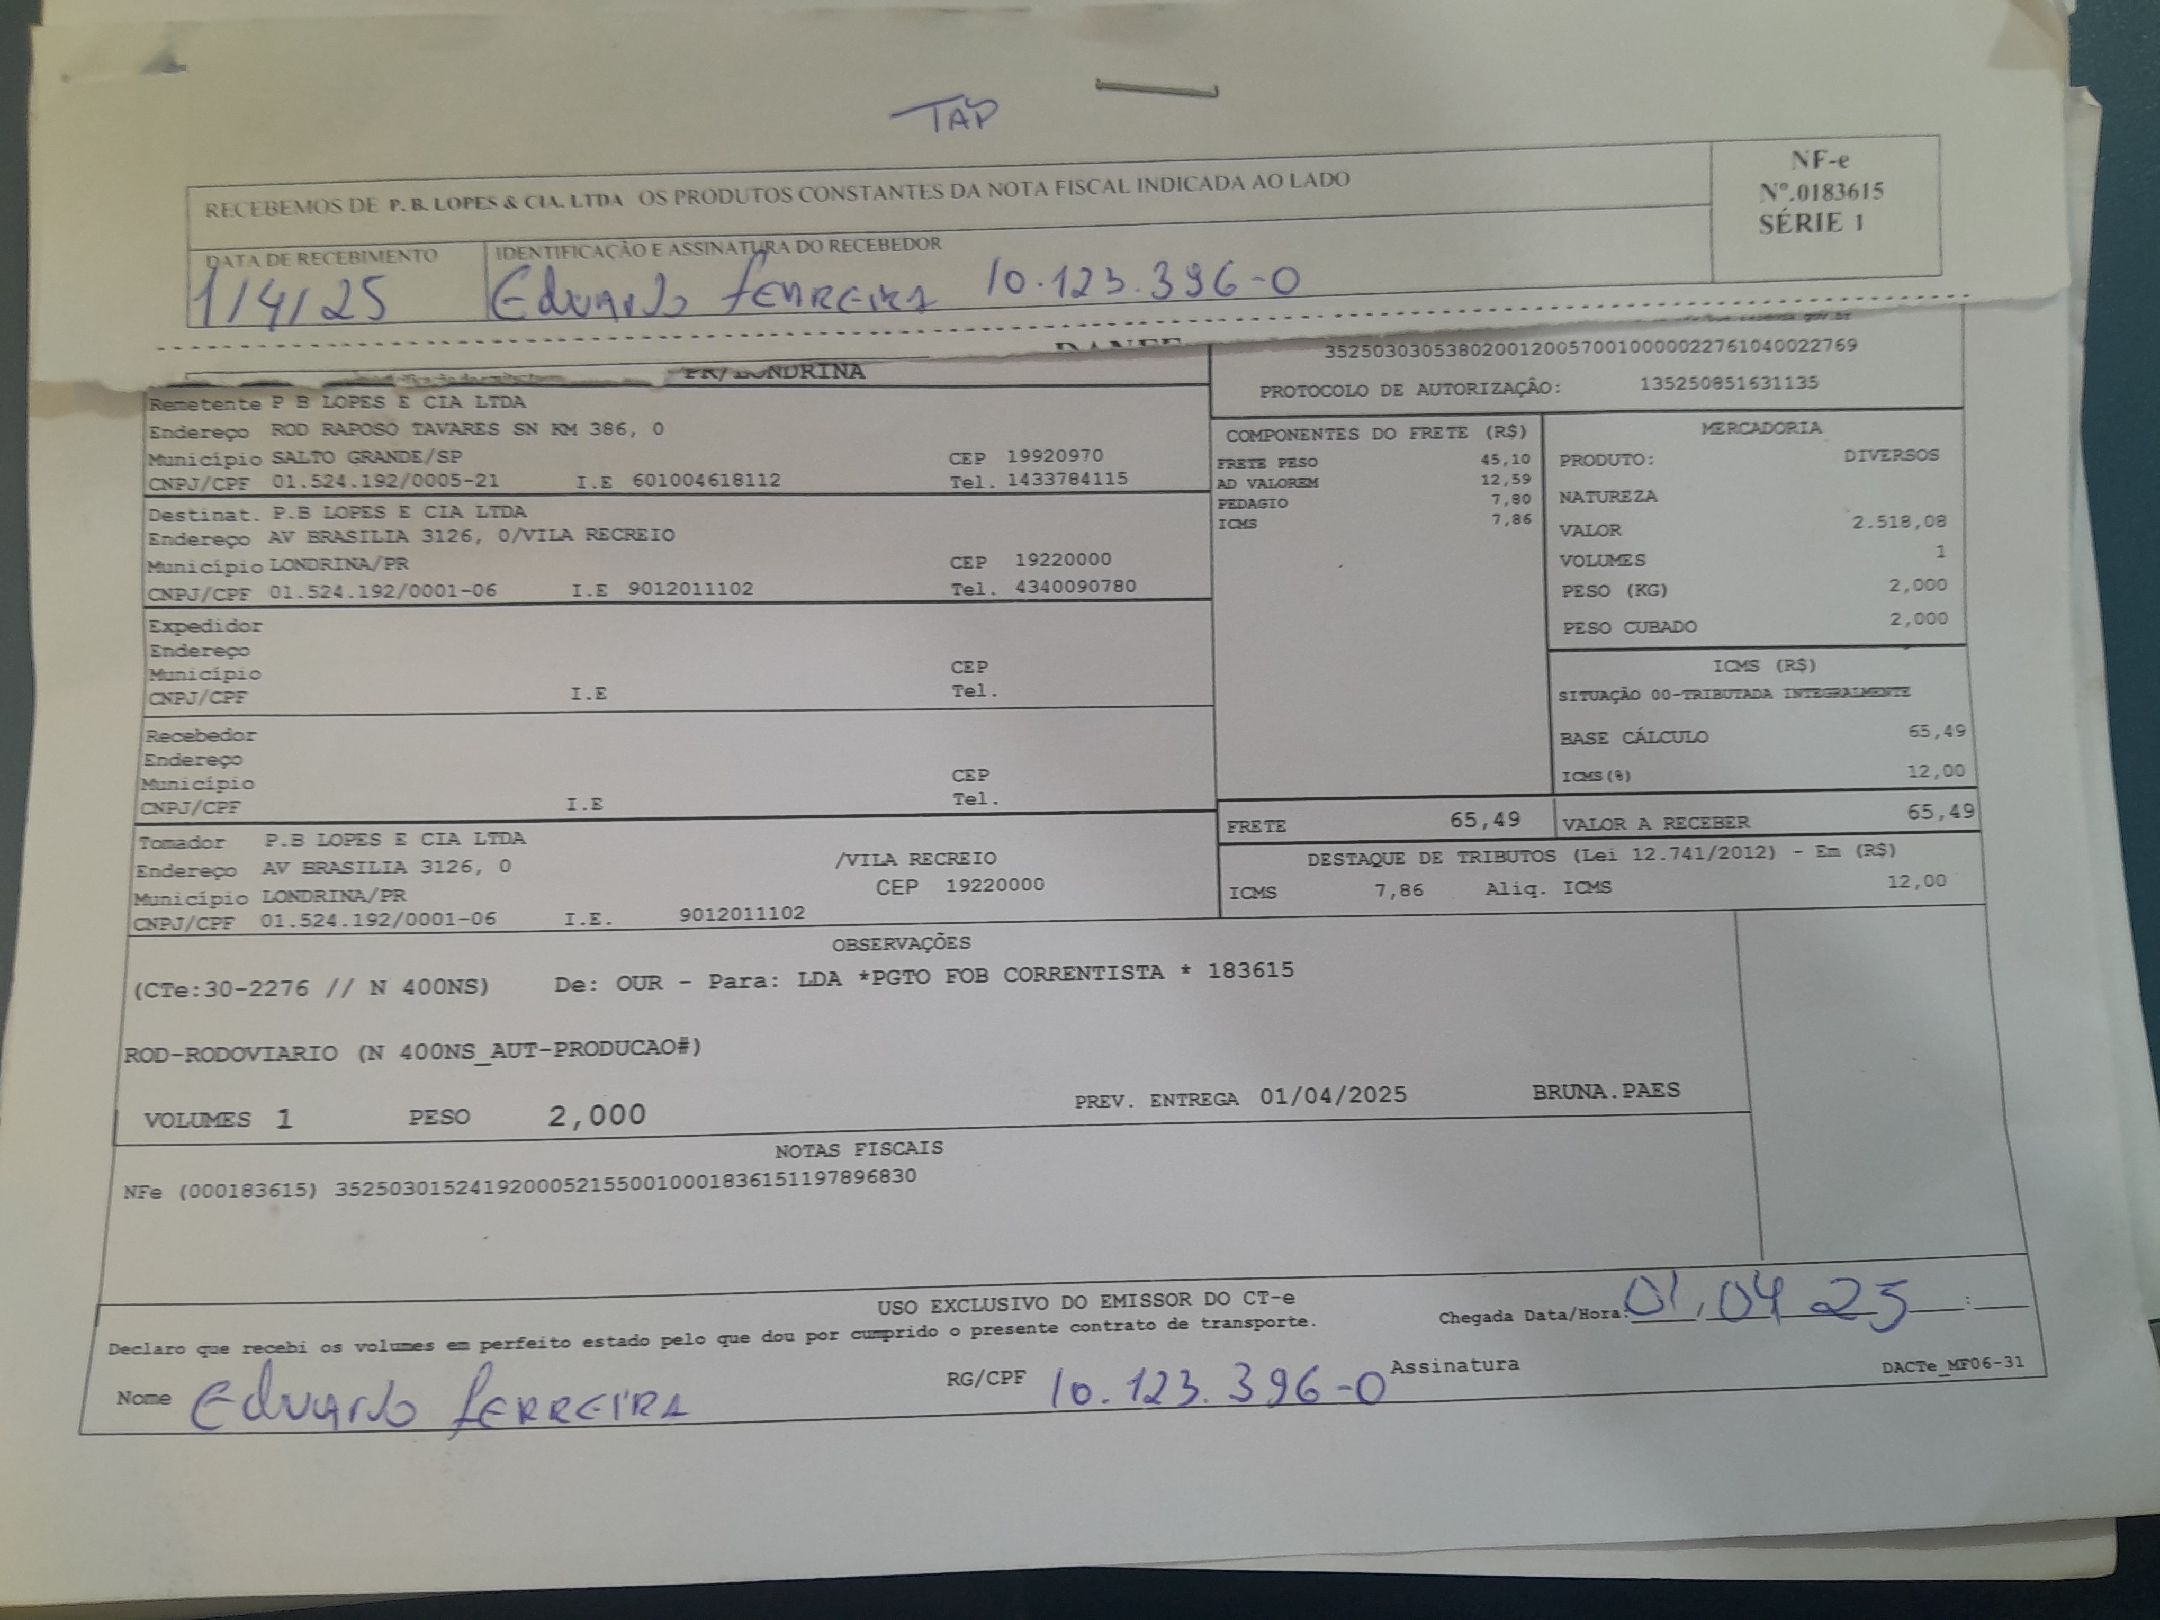 TAP
RECEBEMOS DE P. B. LOPES & CIA. LTDA OS PRODUTOS CONSTANTES DA NOTA FISCAL INDICADA AO LADO
NF-e
Nº.0183615
SÉRIE 1
DATA DE RECEBIMENTO
1/4/25
IDENTIFICAÇÃO E ASSINATURA DO RECEBEDOR
Eduardo Ferreira 10.123.396-0
DANFE
PR/LONDRINA
35250303053802001200570010000022761040022769
PROTOCOLO DE AUTORIZAÇÃO: 135250851631135
Remetente P B LOPES E CIA LTDA
Endereço ROD RAPOSO TAVARES SN KM 386, 0
Município SALTO GRANDE/SP CEP 19920970
CNPJ/CPF 01.524.192/0005-21 I.E 601004618112 Tel. 1433784115
Destinat. P.B LOPES E CIA LTDA
Endereço AV BRASILIA 3126, 0/VILA RECREIO
Município LONDRINA/PR CEP 19220000
CNPJ/CPF 01.524.192/0001-06 I.E 9012011102 Tel. 4340090780
Expedidor
Endereço
Município CEP
CNPJ/CPF I.E Tel.
Recebedor
Endereço
Município CEP
CNPJ/CPF I.E Tel.
Tomador P.B LOPES E CIA LTDA
Endereço AV BRASILIA 3126, 0 /VILA RECREIO
Município LONDRINA/PR CEP 19220000
CNPJ/CPF 01.524.192/0001-06 I.E. 9012011102
COMPONENTES DO FRETE (R$)
FRETE PESO 45,10
AD VALOREM 12,59
PEDAGIO 7,80
ICMS 7,86
MERCADORIA
PRODUTO: DIVERSOS
NATUREZA
VALOR 2.518,08
VOLUMES 1
PESO (KG) 2,000
PESO CUBADO 2,000
ICMS (R$)
SITUAÇÃO 00-TRIBUTADA INTEGRALMENTE
BASE CÁLCULO 65,49
ICMS(%) 12,00
FRETE 65,49 VALOR A RECEBER 65,49
DESTAQUE DE TRIBUTOS (Lei 12.741/2012) - Em (R$)
ICMS 7,86 Aliq. ICMS 12,00
OBSERVAÇÕES
(CTe:30-2276 // N 400NS) De: OUR - Para: LDA *PGTO FOB CORRENTISTA * 183615
ROD-RODOVIARIO (N 400NS_AUT-PRODUCAO#)
VOLUMES 1 PESO 2,000 PREV. ENTREGA 01/04/2025 BRUNA.PAES
NOTAS FISCAIS
NFe (000183615) 35250301524192000521550010001836151197896830
USO EXCLUSIVO DO EMISSOR DO CT-e
Declaro que recebi os volumes em perfeito estado pelo que dou por cumprido o presente contrato de transporte.
Chegada Data/Hora: 01, 04 25 :
Nome Eduardo Ferreira RG/CPF 10.123.396-0 Assinatura DACTe_MF06-31